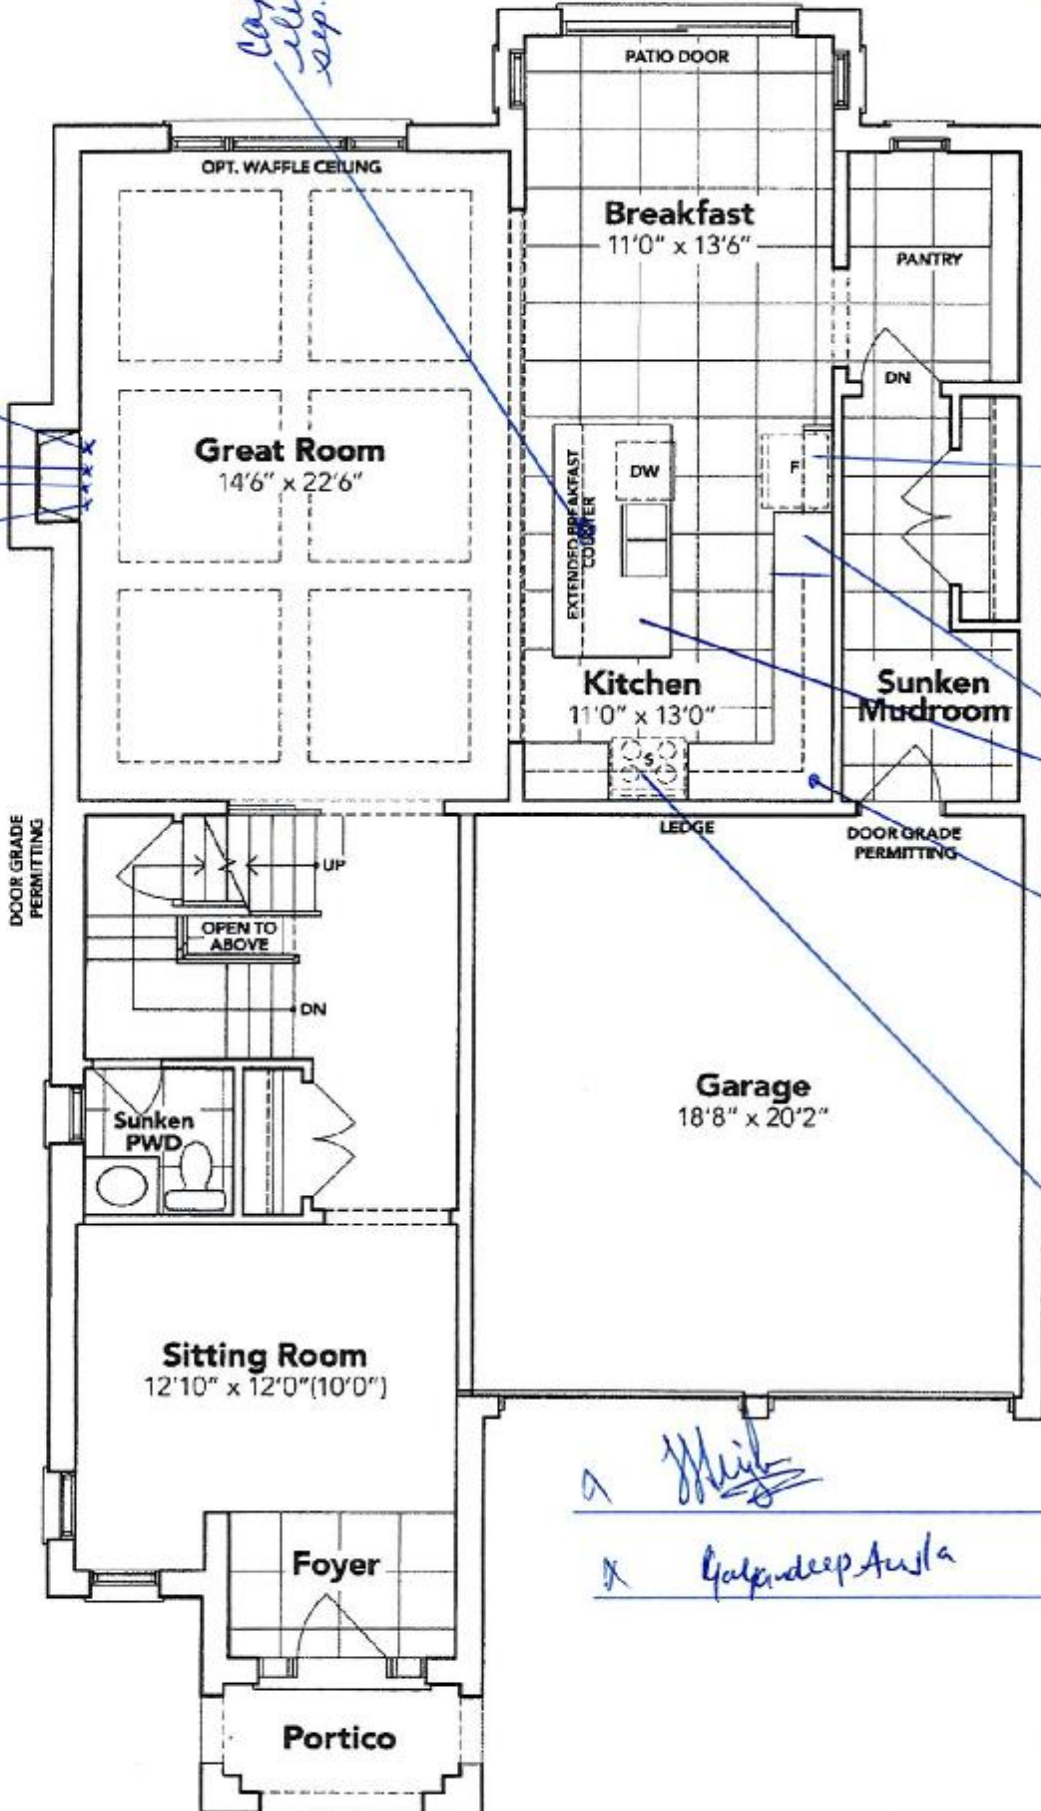 sep.
PATIO DOOR
OPT. WAFFLE CEILING
Breakfast
11'0" x 13'6"
PANTRY
DN
Great Room
14'6" x 22'6"
EXTENDED BREAKFAST
COUNTER
DW
F
Kitchen
11'0" x 13'0"
Sunken
Mudroom
S
LEDGE
DOOR GRADE
PERMITTING
DOOR GRADE
PERMITTING
UP
OPEN TO
ABOVE
DN
Sunken
PWD
Garage
18'8" x 20'2"
Sitting Room
12'10" x 12'0"(10'0")
Foyer
Portico